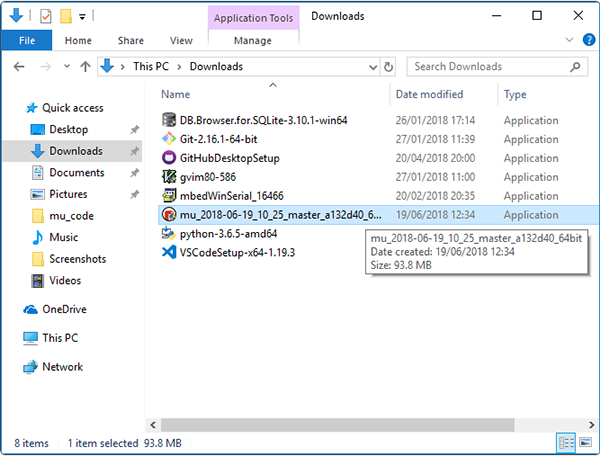 Application Tools Downloads
File Home Share View Manage
This PC Downloads Search Downloads
Name Date modified Type
Quick access
Desktop
Downloads
Documents
Pictures
mu_code
Music
Screenshots
Videos
OneDrive
This PC
Network
DB.Browser.for.SQLite-3.10.1-win64 26/01/2018 17:14 Application
Git-2.16.1-64-bit 27/01/2018 11:39 Application
GitHubDesktopSetup 20/04/2018 20:00 Application
gvim80-586 27/01/2018 11:00 Application
mbedWinSerial_16466 20/02/2018 20:35 Application
mu_2018-06-19_10_25_master_a132d40_6... 19/06/2018 12:34 Application
python-3.6.5-amd64
VSCodeSetup-x64-1.19.3
mu_2018-06-19_10_25_master_a132d40_64bit
Date created: 19/06/2018 12:34
Size: 93.8 MB
8 items 1 item selected 93.8 MB